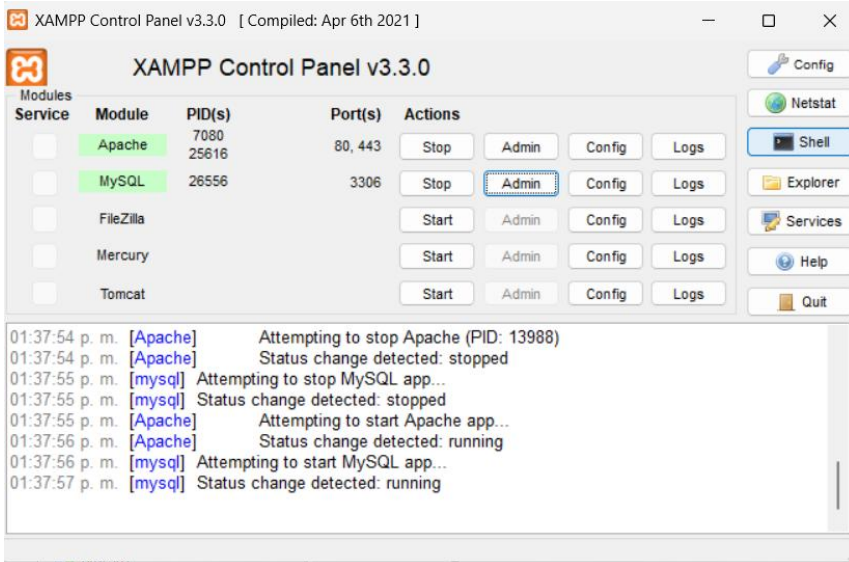 XAMPP Control Panel v3.3.0 [ Compiled: Apr 6th 2021 ]
XAMPP Control Panel v3.3.0
Config
Modules
Service Module PID(s) Port(s) Actions
Netstat
Apache 7080 25616 80, 443 Stop Admin Config Logs
Shell
MySQL 26556 3306 Stop Admin Config Logs
Explorer
FileZilla Start Admin Config Logs
Services
Mercury Start Admin Config Logs
Help
Tomcat Start Admin Config Logs
Quit
01:37:54 p. m. [Apache] Attempting to stop Apache (PID: 13988)
01:37:54 p. m. [Apache] Status change detected: stopped
01:37:55 p. m. [mysql] Attempting to stop MySQL app...
01:37:55 p. m. [mysql] Status change detected: stopped
01:37:55 p. m. [Apache] Attempting to start Apache app...
01:37:56 p. m. [Apache] Status change detected: running
01:37:56 p. m. [mysql] Attempting to start MySQL app...
01:37:57 p. m. [mysql] Status change detected: running